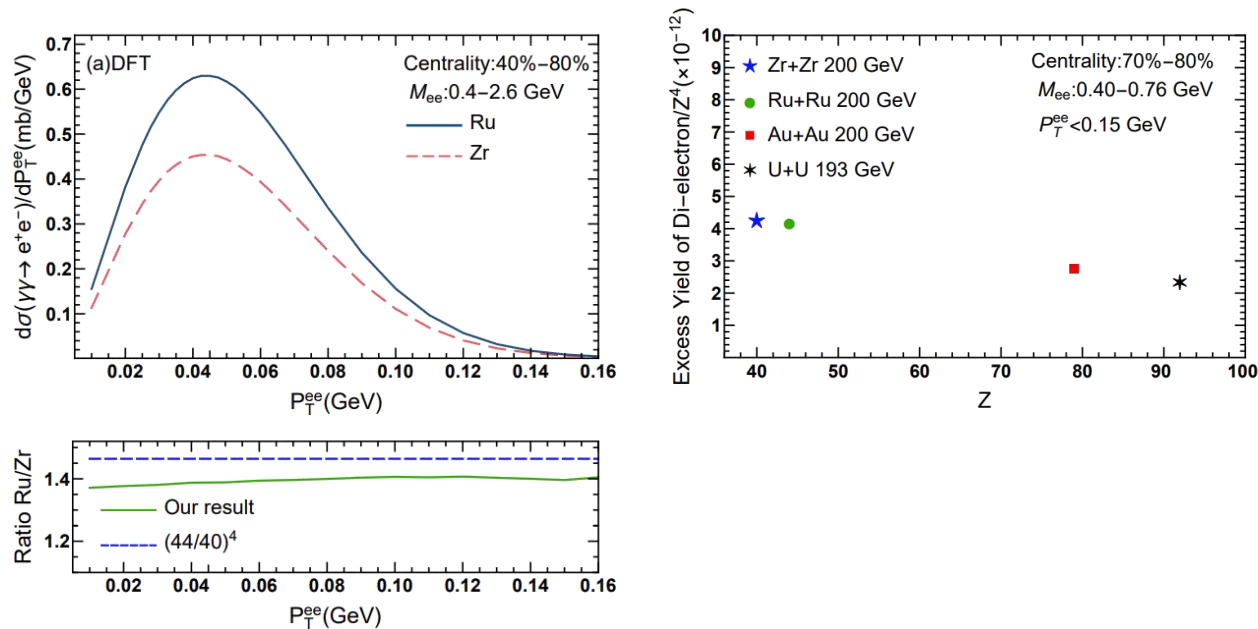 (a)DFT
Centrality:40%−80%
M_ee:0.4−2.6 GeV
Ru
Zr
dσ(γγ→ e⁺e⁻)/dP_T^ee(mb/GeV)
0.7
0.6
0.5
0.4
0.3
0.2
0.1
0.02 0.04 0.06 0.08 0.10 0.12 0.14 0.16
P_T^ee(GeV)
Ratio Ru/Zr
1.4
1.2
Our result
(44/40)⁴
0.02 0.04 0.06 0.08 0.10 0.12 0.14 0.16
P_T^ee(GeV)
Excess Yield of Di-electron/Z⁴(×10⁻¹²)
10
9
8
7
6
5
4
3
2
1
Zr+Zr 200 GeV
Ru+Ru 200 GeV
Au+Au 200 GeV
U+U 193 GeV
Centrality:70%−80%
M_ee:0.40−0.76 GeV
P_T^ee<0.15 GeV
40 50 60 70 80 90 100
Z